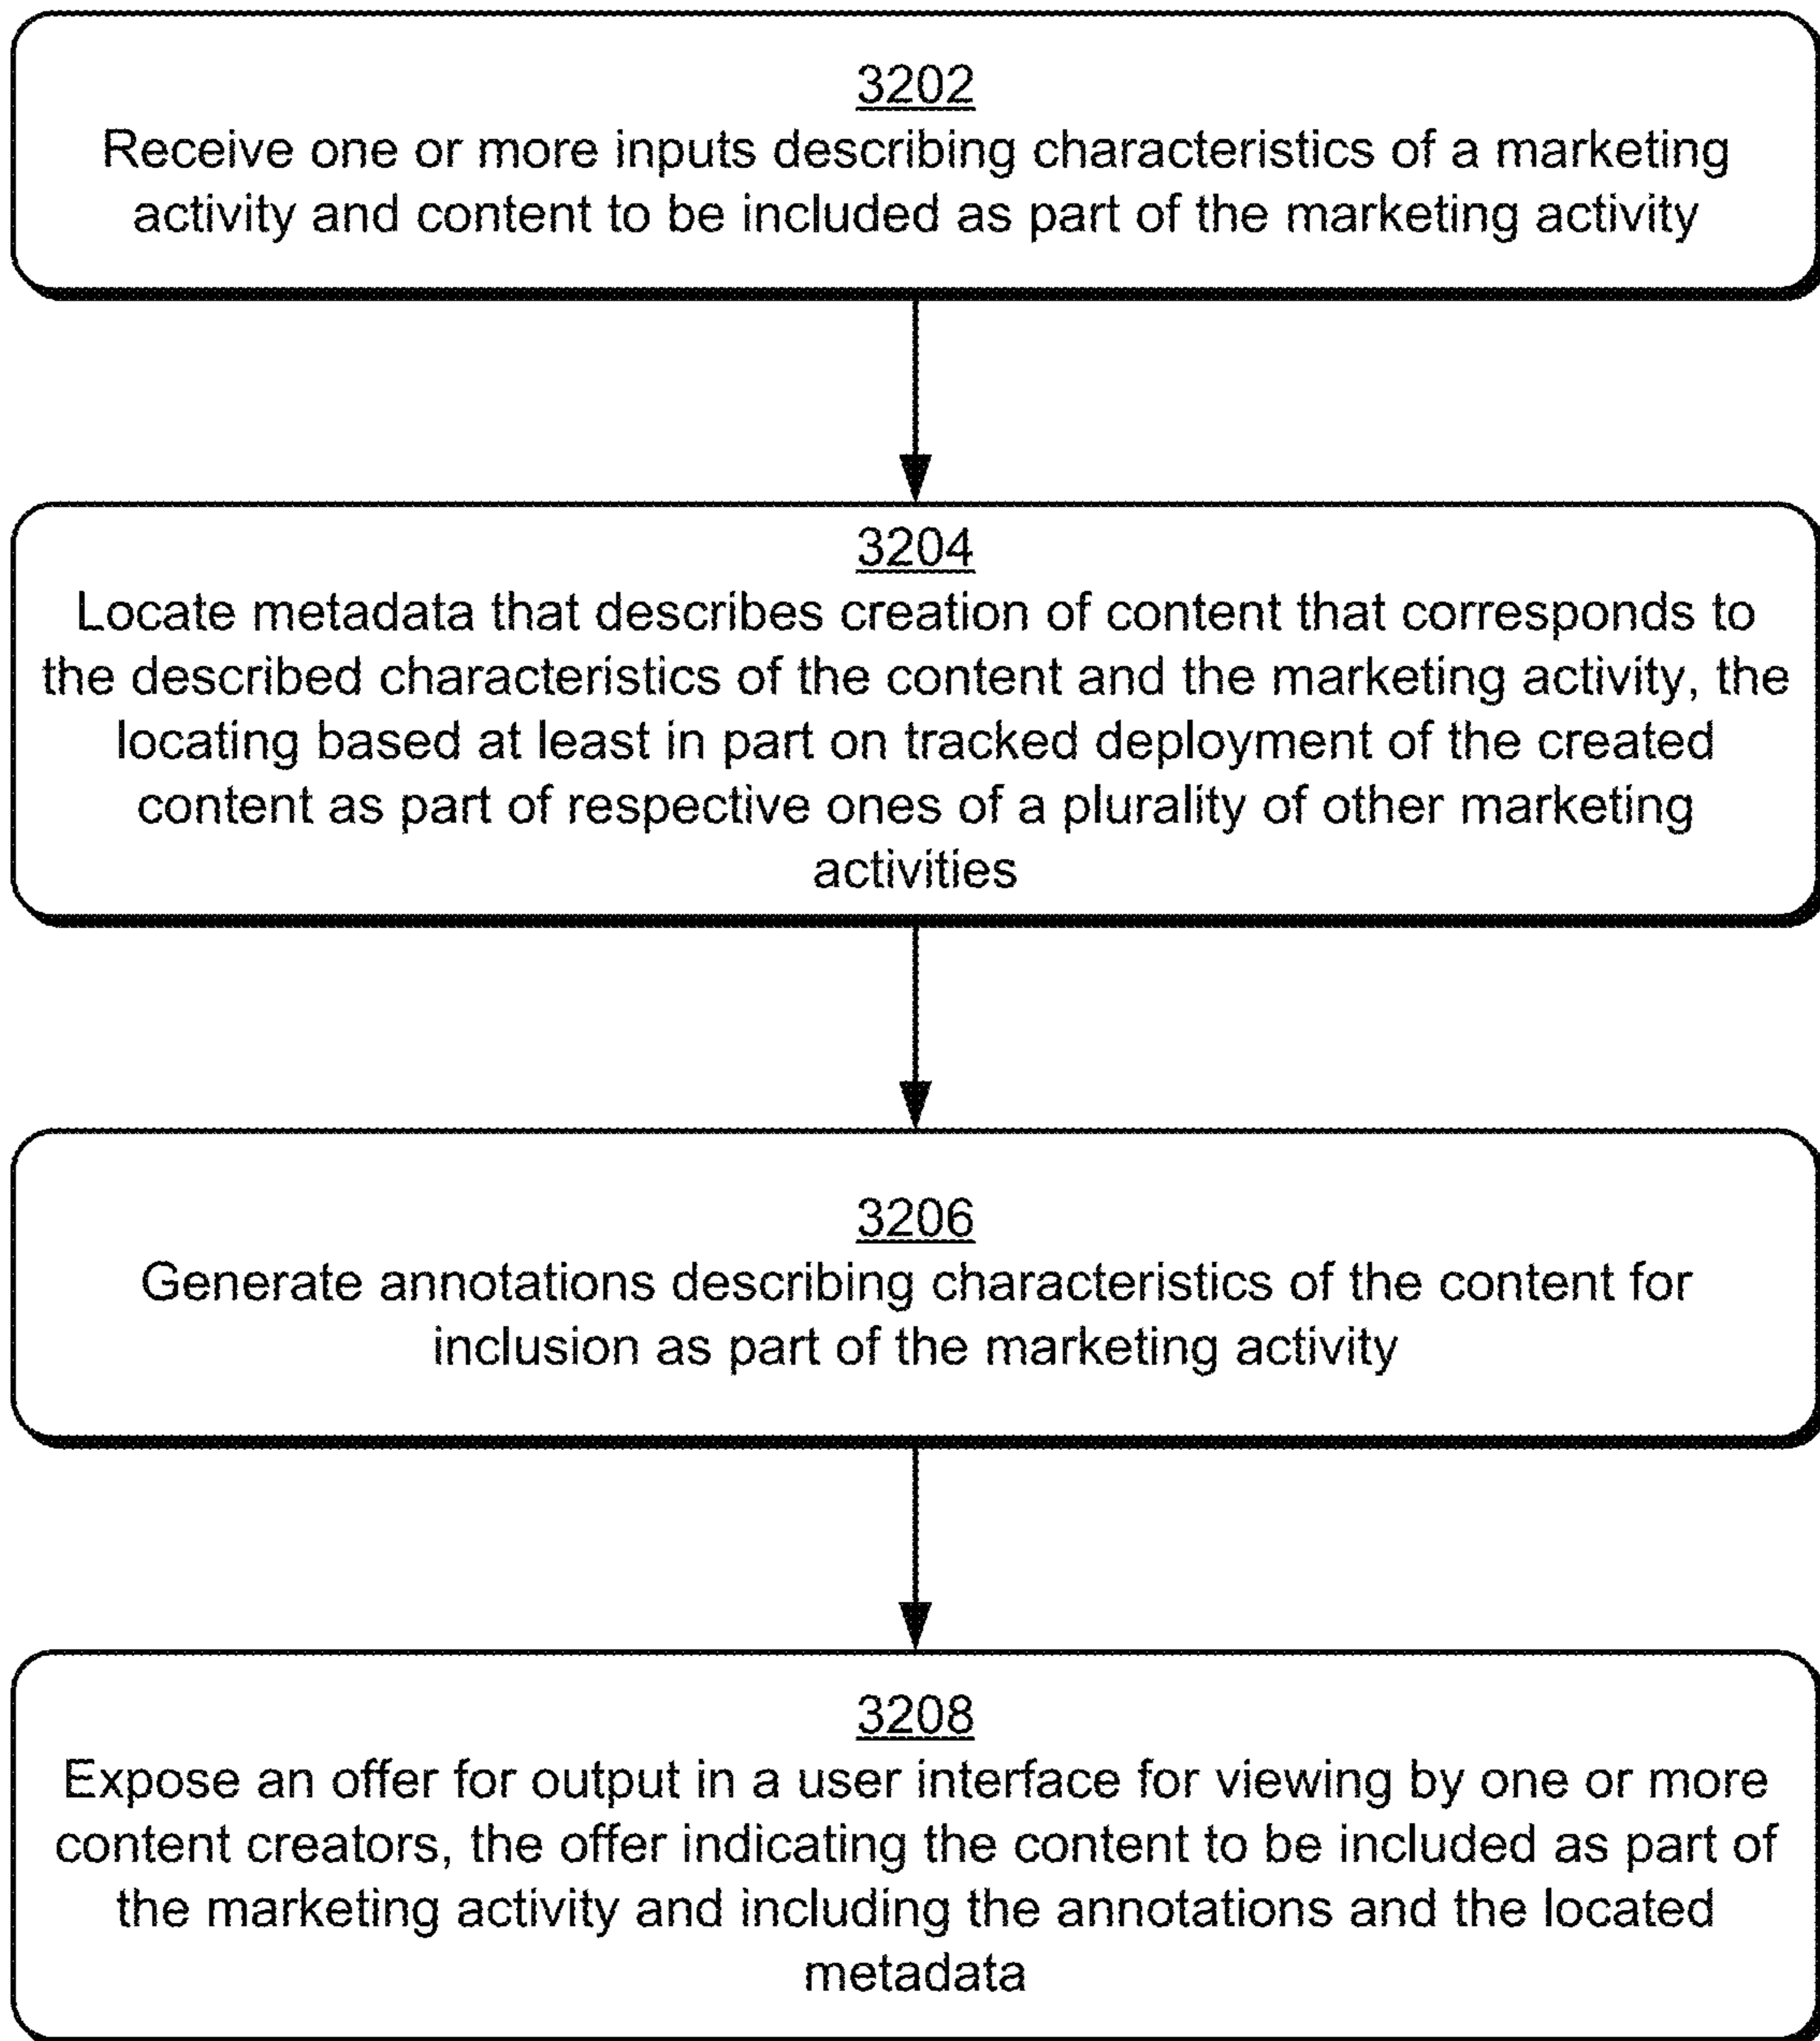 3202
Receive one or more inputs describing characteristics of a marketing
activity and content to be included as part of the marketing activity
3204
Locate metadata that describes creation of content that corresponds to
the described characteristics of the content and the marketing activity, the
locating based at least in part on tracked deployment of the created
content as part of respective ones of a plurality of other marketing
activities
3206
Generate annotations describing characteristics of the content for
inclusion as part of the marketing activity
3208
Expose an offer for output in a user interface for viewing by one or more
content creators, the offer indicating the content to be included as part of
the marketing activity and including the annotations and the located
metadata